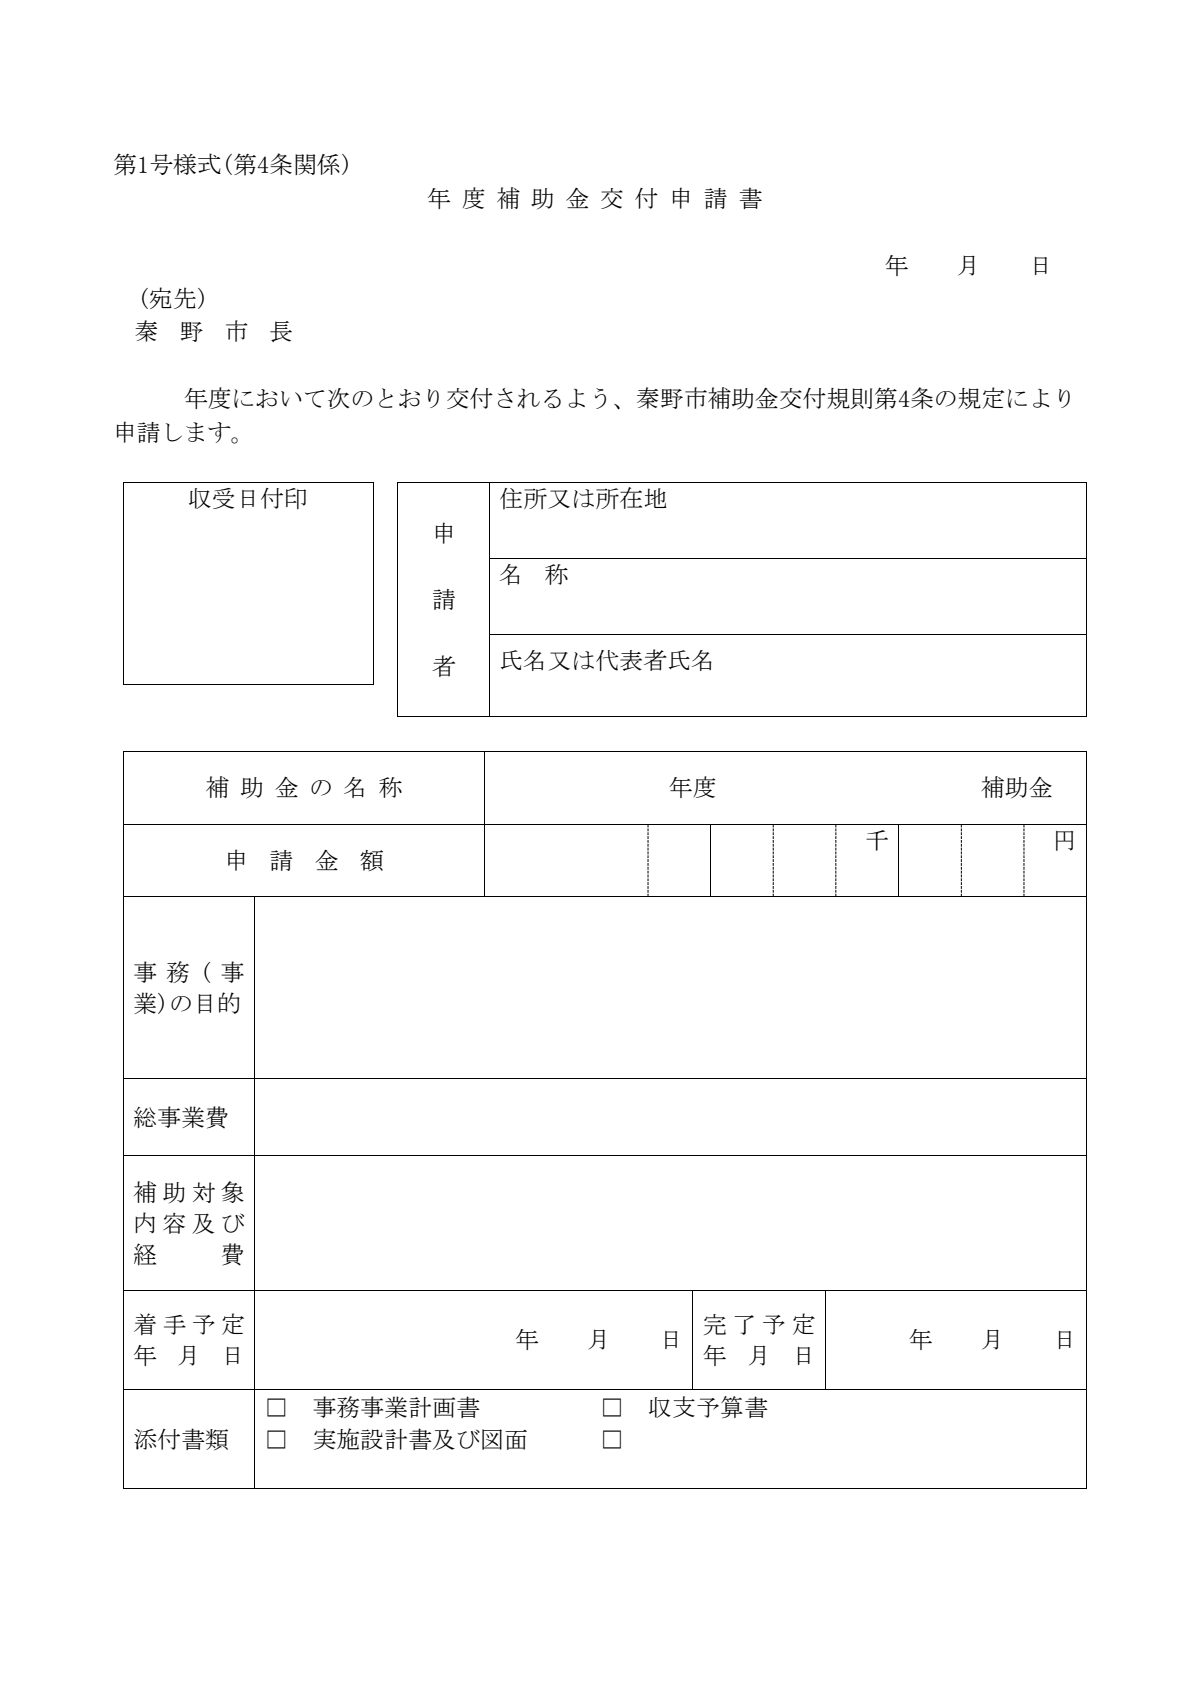 第1号様式(第4条関係)
年度補助金交付申請書
年　　月　　日
(宛先)
秦　野　市　長
年度において次のとおり交付されるよう、秦野市補助金交付規則第4条の規定により
申請します。
収受日付印
申請者
住所又は所在地
名　称
氏名又は代表者氏名
補助金の名称　年度　補助金
申請金額　千　円
事務(事
業)の目的
総事業費
補助対象
内容及び
経　費
着手予定
年　月　日
年　　月　　日
完了予定
年　月　日
年　　月　　日
添付書類
□　事務事業計画書　□　収支予算書
□　実施設計書及び図面　□